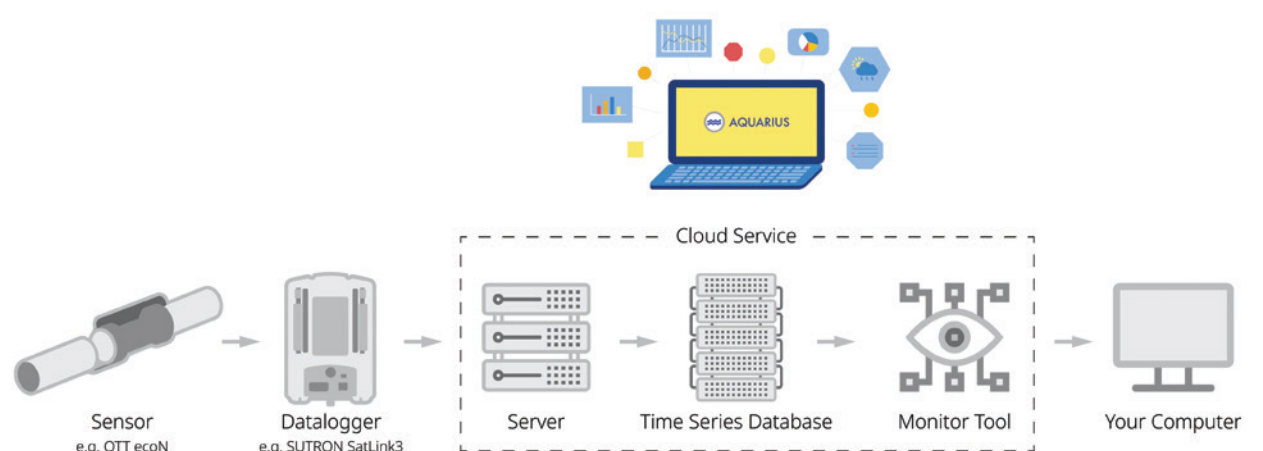 AQUARIUS
Cloud Service
Sensor
e.g. OTT ecoN
Datalogger
e.g. SUTRON SatLink3
Server
Time Series Database
Monitor Tool
Your Computer